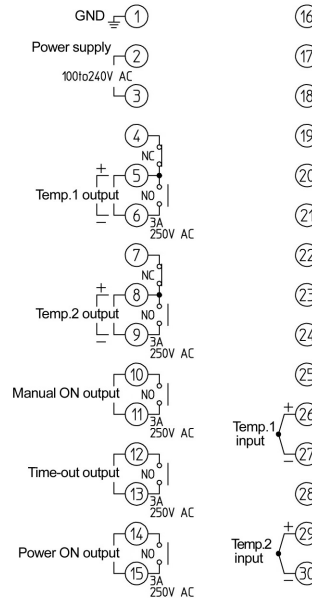 GND 1
Power supply 2
100to240V AC
3
4
NC
+ 5
Temp.1 output NO
– 6 3A
250V AC
7
NC
+ 8
Temp.2 output NO
– 9 3A
250V AC
10
Manual ON output NO
11 3A
250V AC
12
Time-out output NO
13 3A
250V AC
14
Power ON output NO
15 3A
250V AC
16
17
18
19
20
21
22
23
24
25
+ 26
Temp.1
input
– 27
28
+ 29
Temp.2
input
– 30